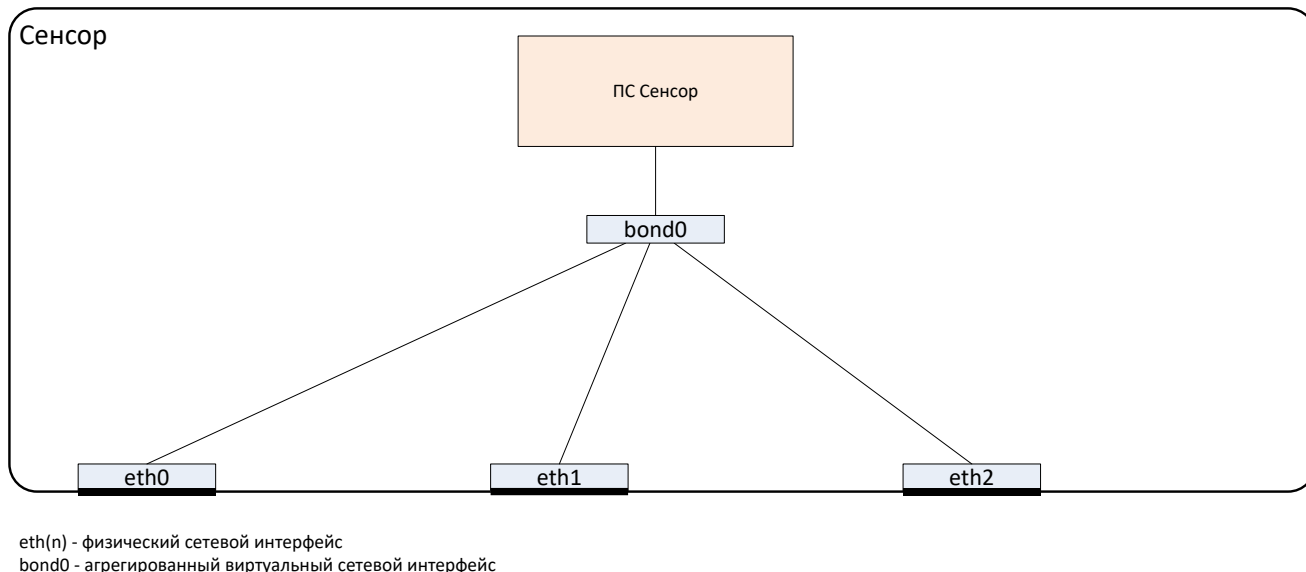 Сенсор
ПС Сенсор
bond0
eth0
eth1
eth2
eth(n) - физический сетевой интерфейс
bond0 - агрегированный виртуальный сетевой интерфейс